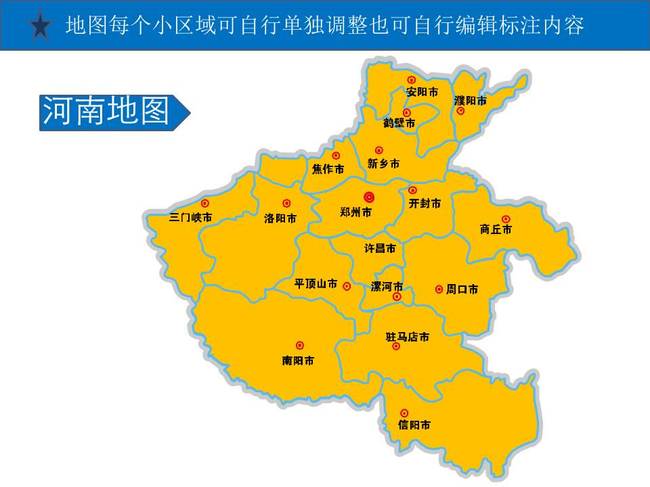 地图每个小区域可自行单独调整也可自行编辑标注内容
河南地图
安阳市
濮阳市
鹤壁市
焦作市
新乡市
三门峡市
洛阳市
郑州市
开封市
商丘市
许昌市
平顶山市
漯河市
周口市
驻马店市
南阳市
信阳市